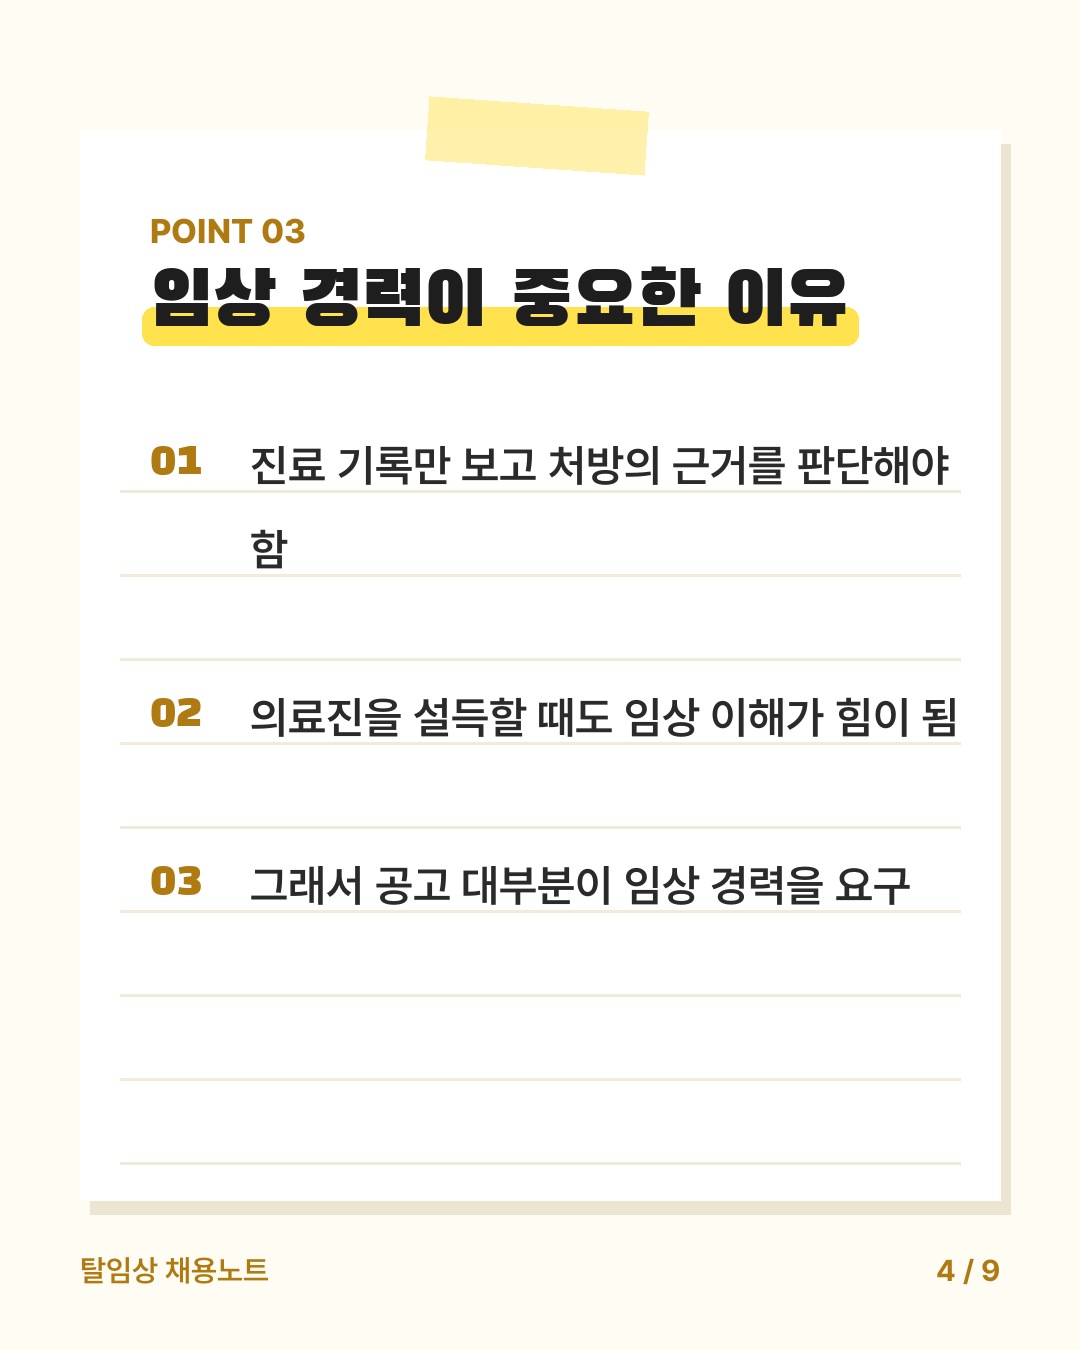 POINT 03
임상 경력이 중요한 이유
01 진료 기록만 보고 처방의 근거를 판단해야
함
02 의료진을 설득할 때도 임상 이해가 힘이 됨
03 그래서 공고 대부분이 임상 경력을 요구
탈임상 채용노트
4 / 9